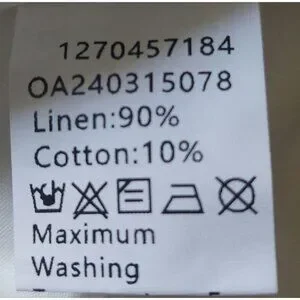 1270457184
OA240315078
Linen:90%
Cotton:10%
Maximum
Washing